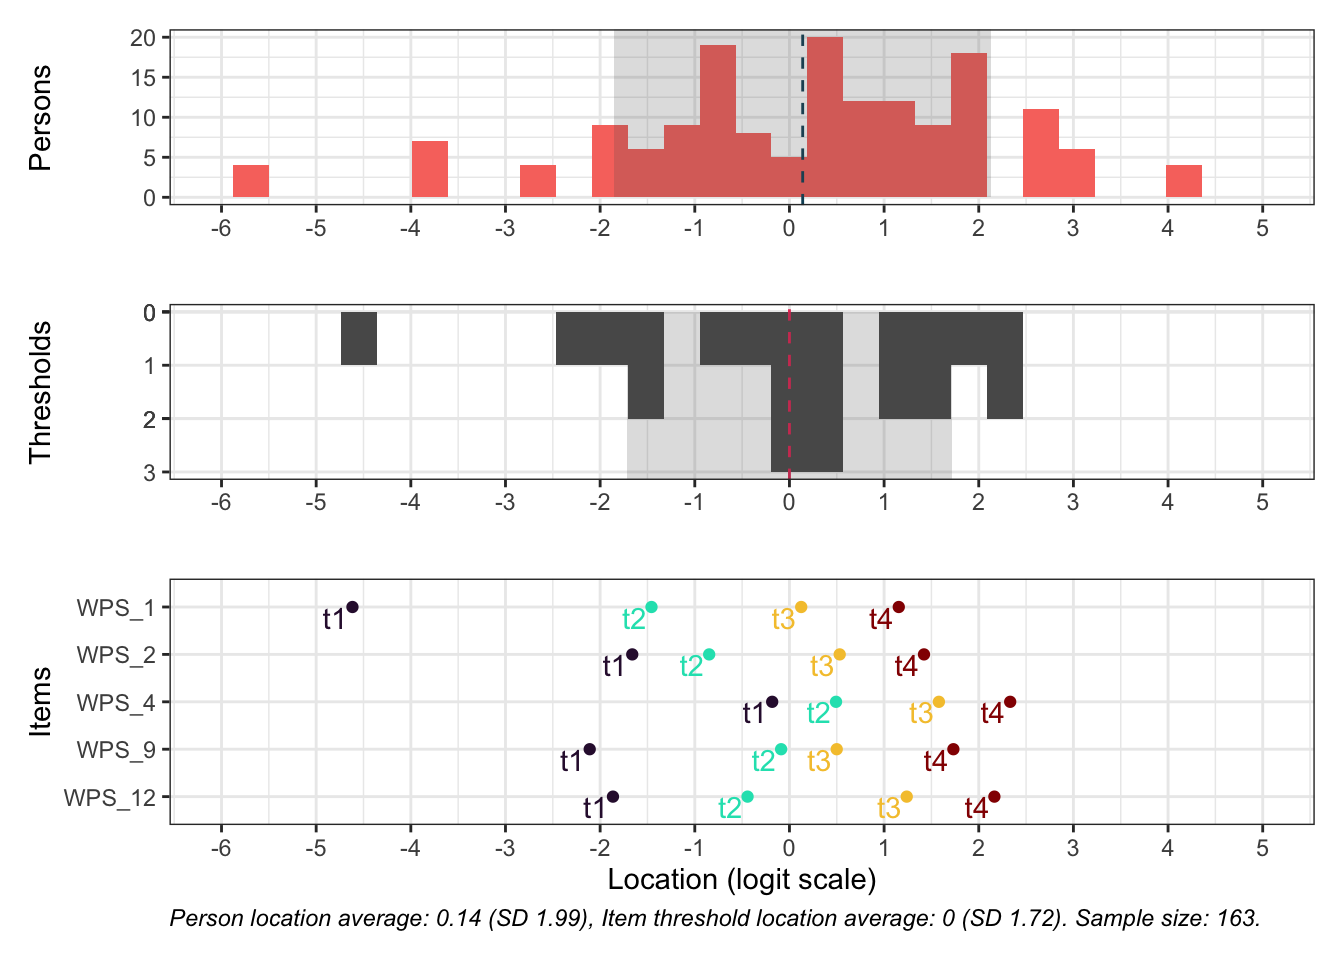 Persons
20
15
10
5
0
-6 -5 -4 -3 -2 -1 0 1 2 3 4 5
Thresholds
0
1
2
3
-6 -5 -4 -3 -2 -1 0 1 2 3 4 5
Items
WPS_1 t1 t2 t3 t4
WPS_2 t1 t2 t3 t4
WPS_4 t1 t2 t3 t4
WPS_9 t1 t2 t3 t4
WPS_12 t1 t2 t3 t4
-6 -5 -4 -3 -2 -1 0 1 2 3 4 5
Location (logit scale)
Person location average: 0.14 (SD 1.99), Item threshold location average: 0 (SD 1.72). Sample size: 163.